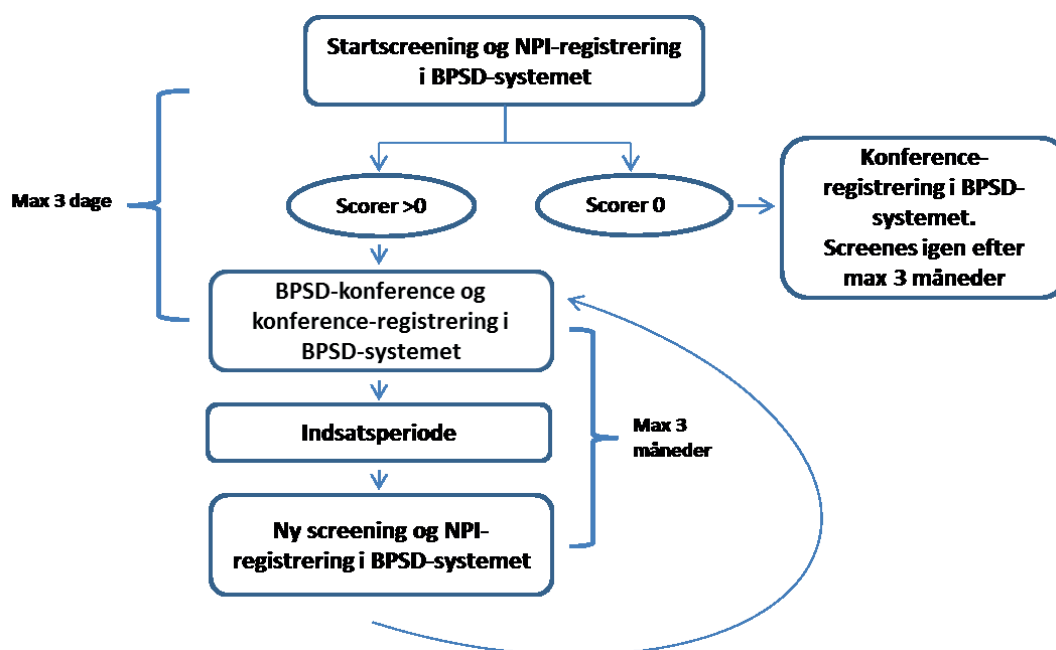 Startscreening og NPI-registrering
i BPSD-systemet
Max 3 dage
Scorer >0
Scorer 0
Konference-
registrering i BPSD-
systemet.
Screenes igen efter
max 3 måneder
BPSD-konference og
konference-registrering i
BPSD-systemet
Indsatsperiode
Max 3
måneder
Ny screening og NPI-
registrering i BPSD-systemet